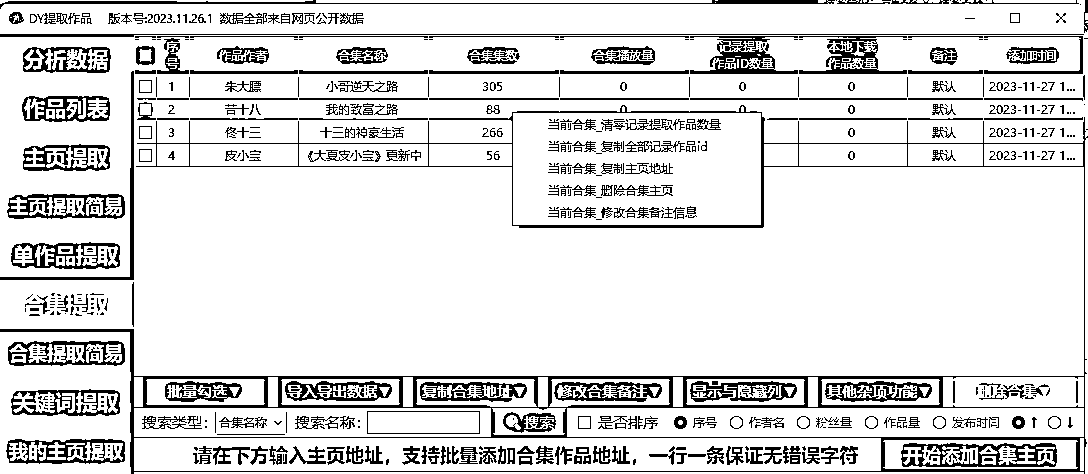 DY提取作品 版本号:2023.11.26.1 数据全部来自网页公开数据
分析数据
作品列表
主页提取
主页提取简易
单作品提取
合集提取
合集提取简易
关键词提取
我的主页提取
序号 作品作者 合集名称 合集集数 合集播放量 记录提取作品ID数量 本地下载作品数量 备注 添加时间
1 朱大膘 小哥逆天之路 305 0 0 0 默认 2023-11-27 1...
2 苦十八 我的致富之路 88 0 0 0 默认 2023-11-27 1...
3 佟十三 十三的神豪生活 266 0 默认 2023-11-27 1...
4 皮小宝 《大夏皮小宝》更新中 56 0 默认 2023-11-27 1...
当前合集_清零记录提取作品数量
当前合集_复制全部记录作品id
当前合集_复制主页地址
当前合集_删除合集主页
当前合集_修改合集备注信息
批量勾选▼ 导入导出数据▼ 复制合集地址▼ 修改合集备注▼ 显示与隐藏列▼ 其他杂项功能▼ 删除合集▼
搜索类型: 合集名称 搜索名称: 搜索 是否排序 序号 作者名 粉丝量 作品量 发布时间 ↑ ↓
请在下方输入主页地址，支持批量添加合集作品地址，一行一条保证无错误字符 开始添加合集主页